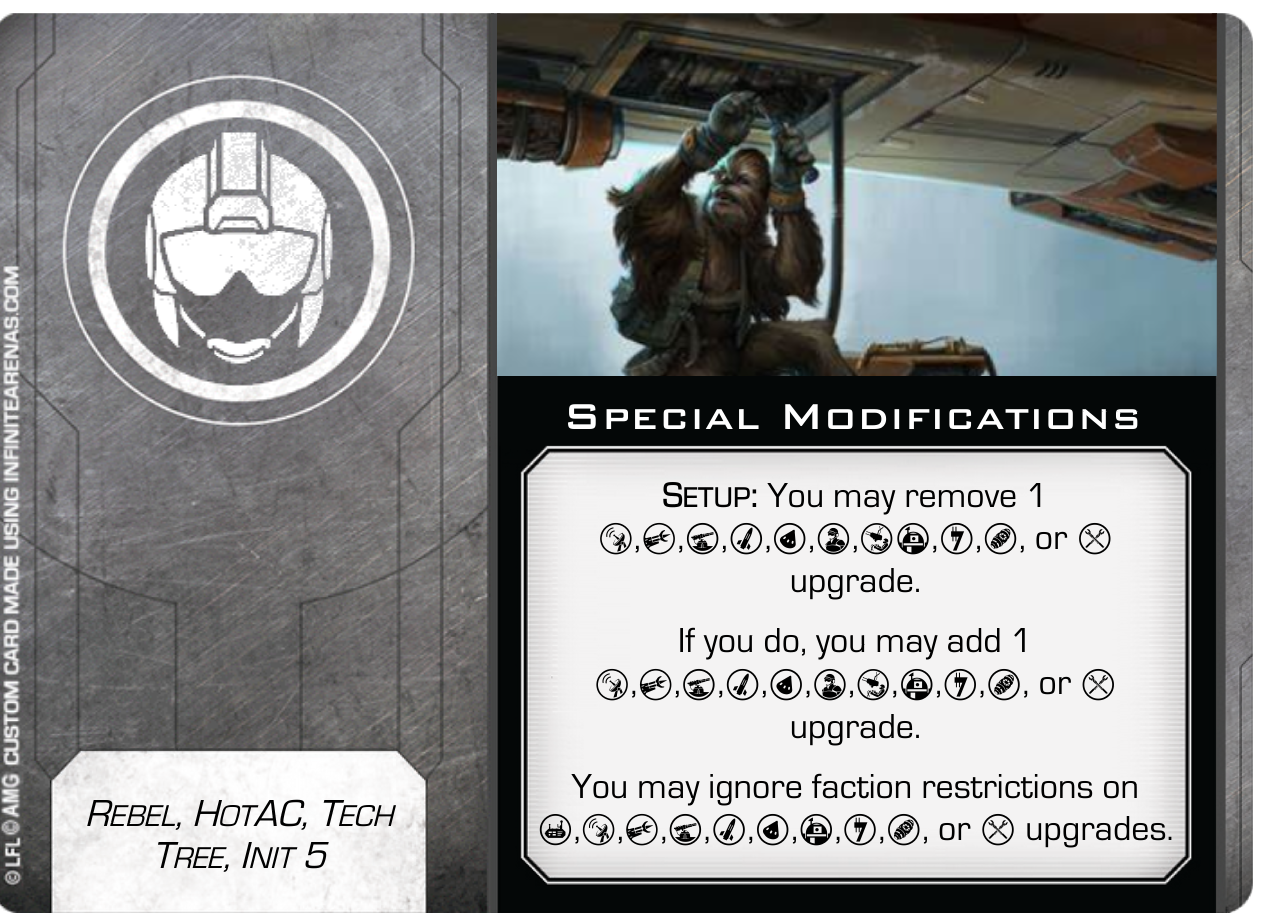 © LFL © AMG CUSTOM CARD MADE USING INFINITEARENAS.COM
SPECIAL MODIFICATIONS
SETUP: You may remove 1
, , , , , , , , , or
upgrade.
If you do, you may add 1
, , , , , , , , , , or
upgrade.
You may ignore faction restrictions on
, , , , , , , , , or upgrades.
REBEL, HOTAC, TECH
TREE, INIT 5